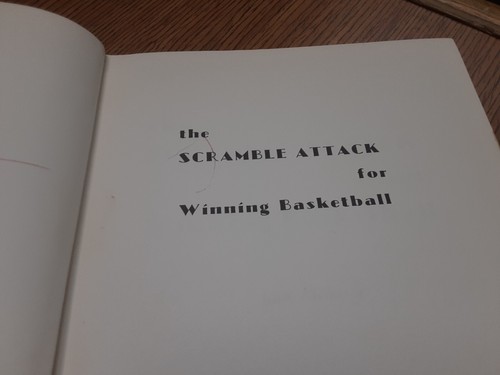 the
SCRAMBLE ATTACK
for
Winning Basketball